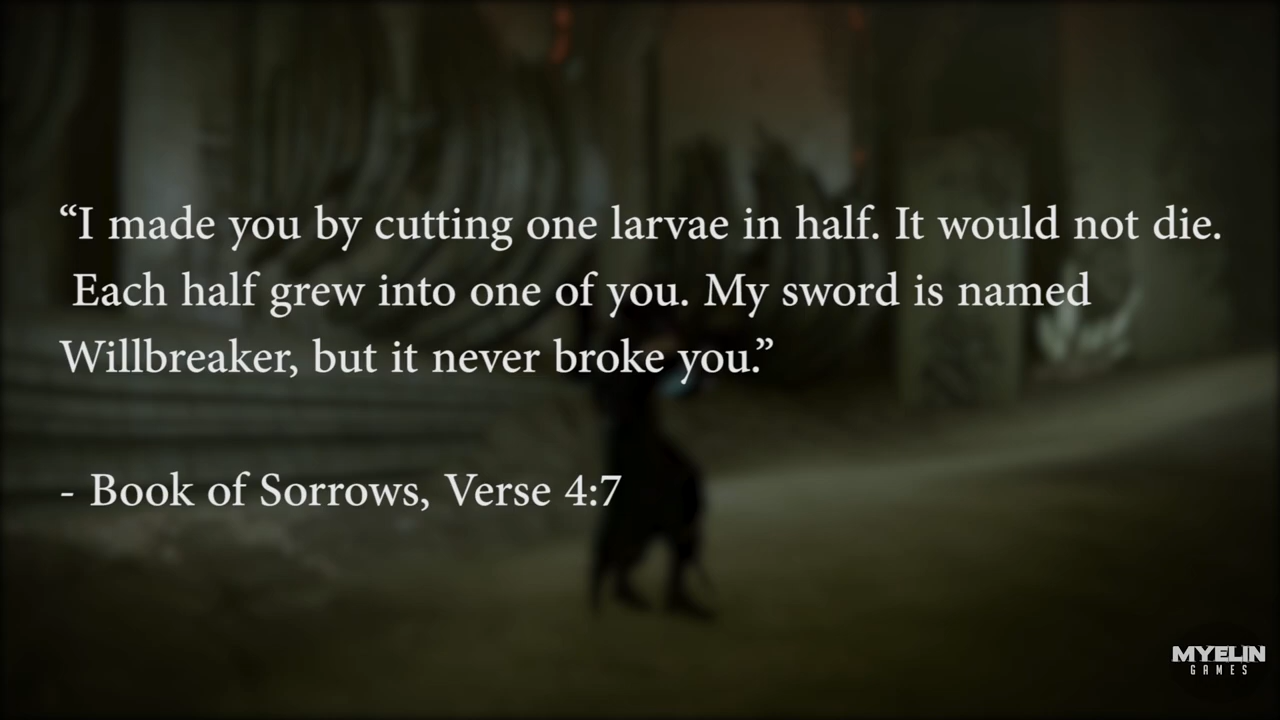 “I made you by cutting one larvae in half. It would not die.
Each half grew into one of you. My sword is named
Willbreaker, but it never broke you.”
- Book of Sorrows, Verse 4:7
MYELIN
GAMES